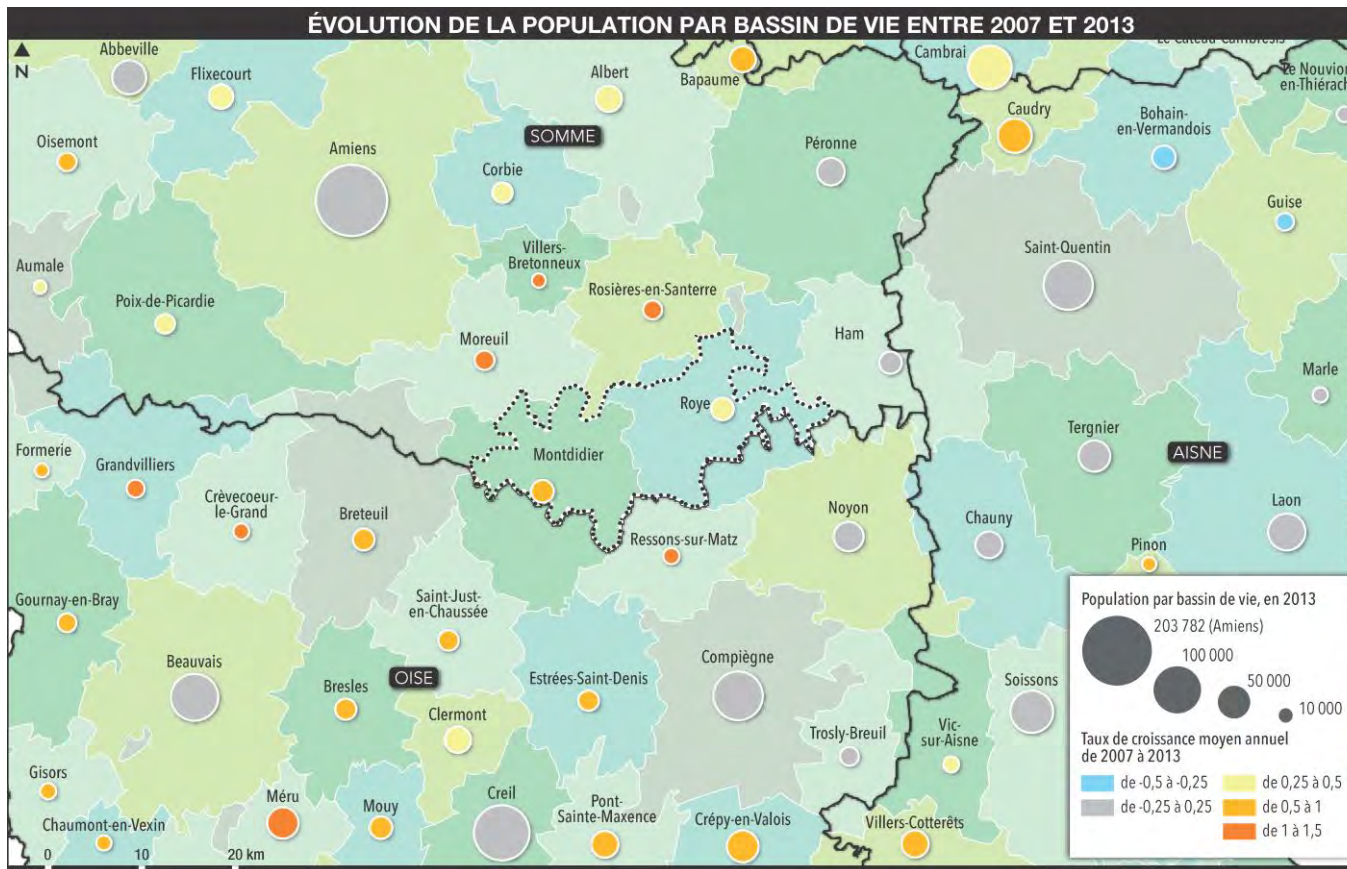 ÉVOLUTION DE LA POPULATION PAR BASSIN DE VIE ENTRE 2007 ET 2013
N
Abbeville
Flixecourt
Albert
Bapaume
Cambrai
Le Cateau-Cambrésis
Le Nouvion-
en-Thiérach
Caudry
Bohain-
en-Vermandois
Oisemont
Amiens
SOMME
Corbie
Péronne
Guise
Saint-Quentin
Aumale
Poix-de-Picardie
Villers-
Bretonneux
Rosières-en-Santerre
Moreuil
Ham
Marle
Roye
Formerie
Grandvilliers
Crèvecoeur-
le-Grand
Breteuil
Montdidier
Tergnier
AISNE
Ressons-sur-Matz
Noyon
Chauny
Laon
Pinon
Gournay-en-Bray
Saint-Just-
en-Chaussée
Beauvais
Bresles
OISE
Estrées-Saint-Denis
Compiègne
Clermont
Trosly-Breuil
Vic-
sur-Aisne
Soissons
Gisors
Chaumont-en-Vexin
Méru
Mouy
Creil
Pont-
Sainte-Maxence
Crépy-en-Valois
Villers-Cotterêts
0 10 20 km
Population par bassin de vie, en 2013
203 782 (Amiens)
100 000
50 000
10 000
Taux de croissance moyen annuel
de 2007 à 2013
de -0,5 à -0,25
de -0,25 à 0,25
de 0,25 à 0,5
de 0,5 à 1
de 1 à 1,5